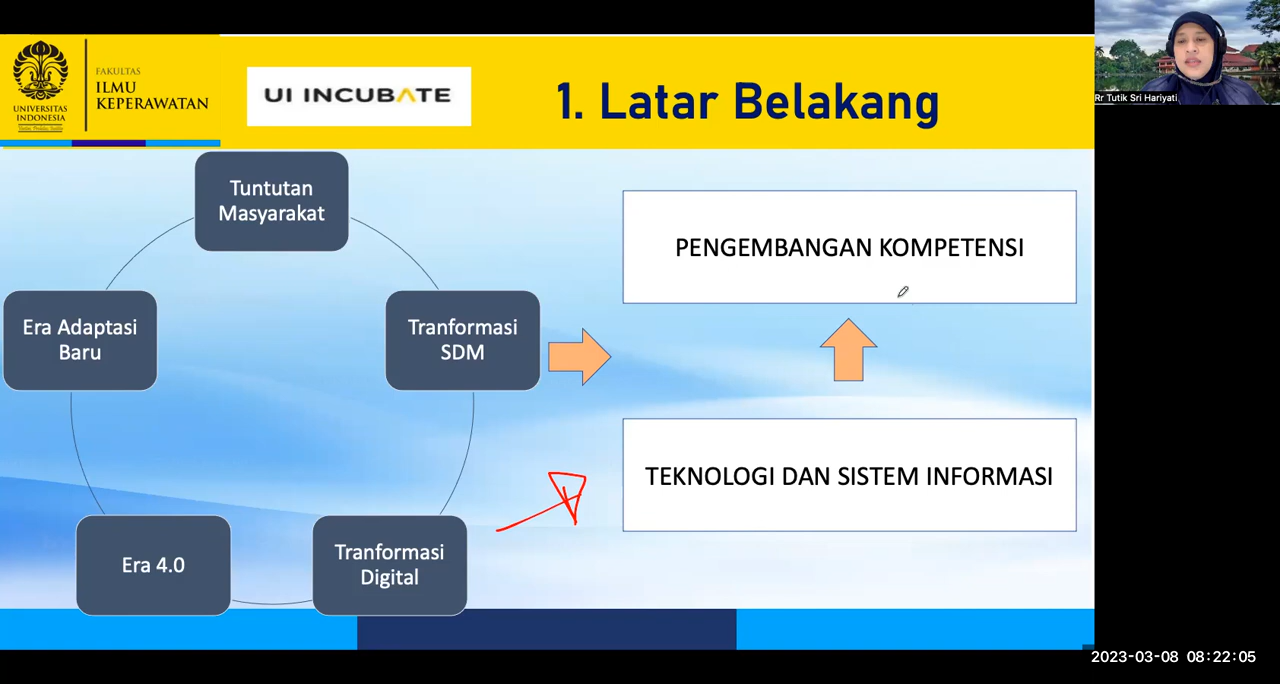 UNIVERSITAS
INDONESIA
FAKULTAS
ILMU
KEPERAWATAN
UI INCUBATE
1. Latar Belakang
Rr Tutik Sri Hariyati
Tuntutan
Masyarakat
Era Adaptasi
Baru
Tranformasi
SDM
Era 4.0
Tranformasi
Digital
PENGEMBANGAN KOMPETENSI
TEKNOLOGI DAN SISTEM INFORMASI
2023-03-08 08:22:05